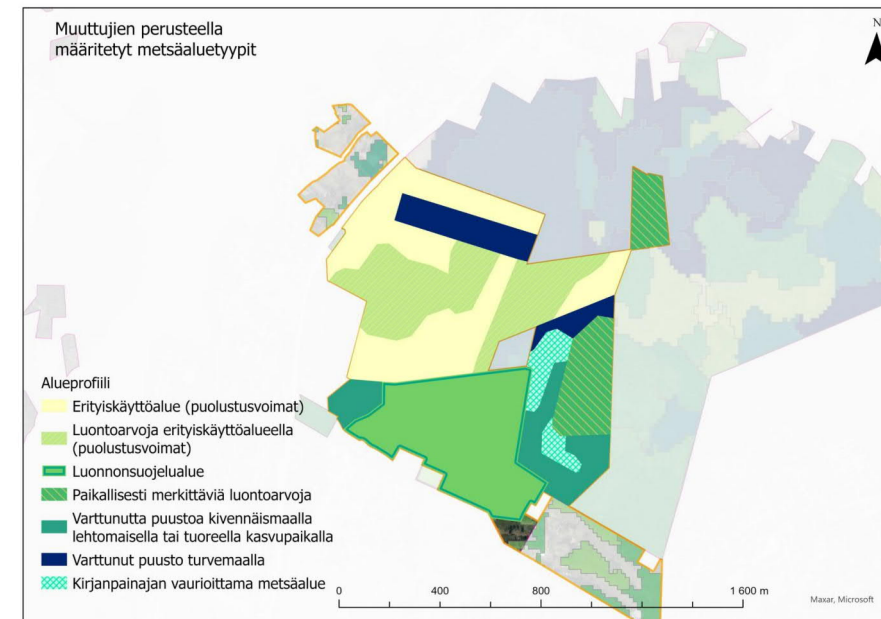 Muuttujien perusteella
määritetyt metsäaluetyypit
N
Alueprofiili
Erityiskäyttöalue (puolustusvoimat)
Luontoarvoja erityiskäyttöalueella
(puolustusvoimat)
Luonnonsuojelualue
Paikallisesti merkittäviä luontoarvoja
Varttunutta puustoa kivennäismaalla
lehtomaisella tai tuoreella kasvupaikalla
Varttunut puusto turvemaalla
Kirjanpainajan vaurioittama metsäalue
0 400 800 1 600 m
Maxar, Microsoft